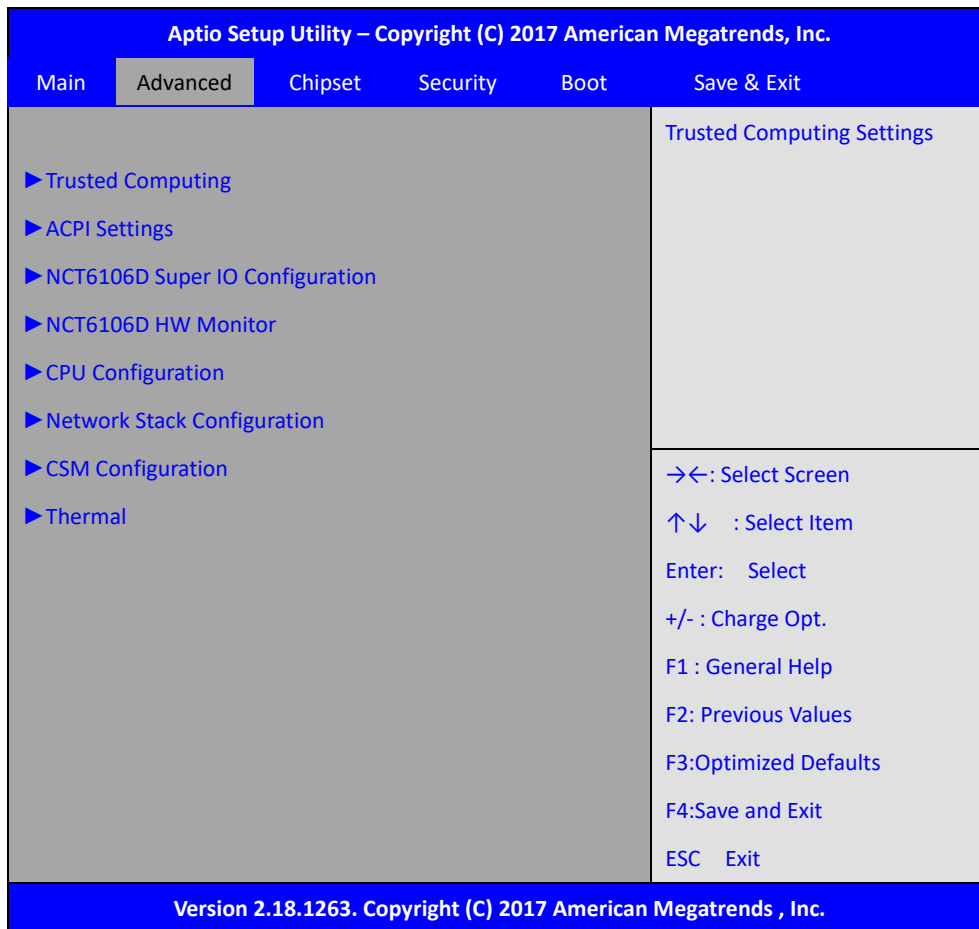 Aptio Setup Utility – Copyright (C) 2017 American Megatrends, Inc.
Main Advanced Chipset Security Boot Save & Exit
►Trusted Computing
►ACPI Settings
►NCT6106D Super IO Configuration
►NCT6106D HW Monitor
►CPU Configuration
►Network Stack Configuration
►CSM Configuration
►Thermal
Trusted Computing Settings
→←: Select Screen
↑↓ : Select Item
Enter: Select
+/- : Charge Opt.
F1 : General Help
F2: Previous Values
F3:Optimized Defaults
F4:Save and Exit
ESC Exit
Version 2.18.1263. Copyright (C) 2017 American Megatrends , Inc.